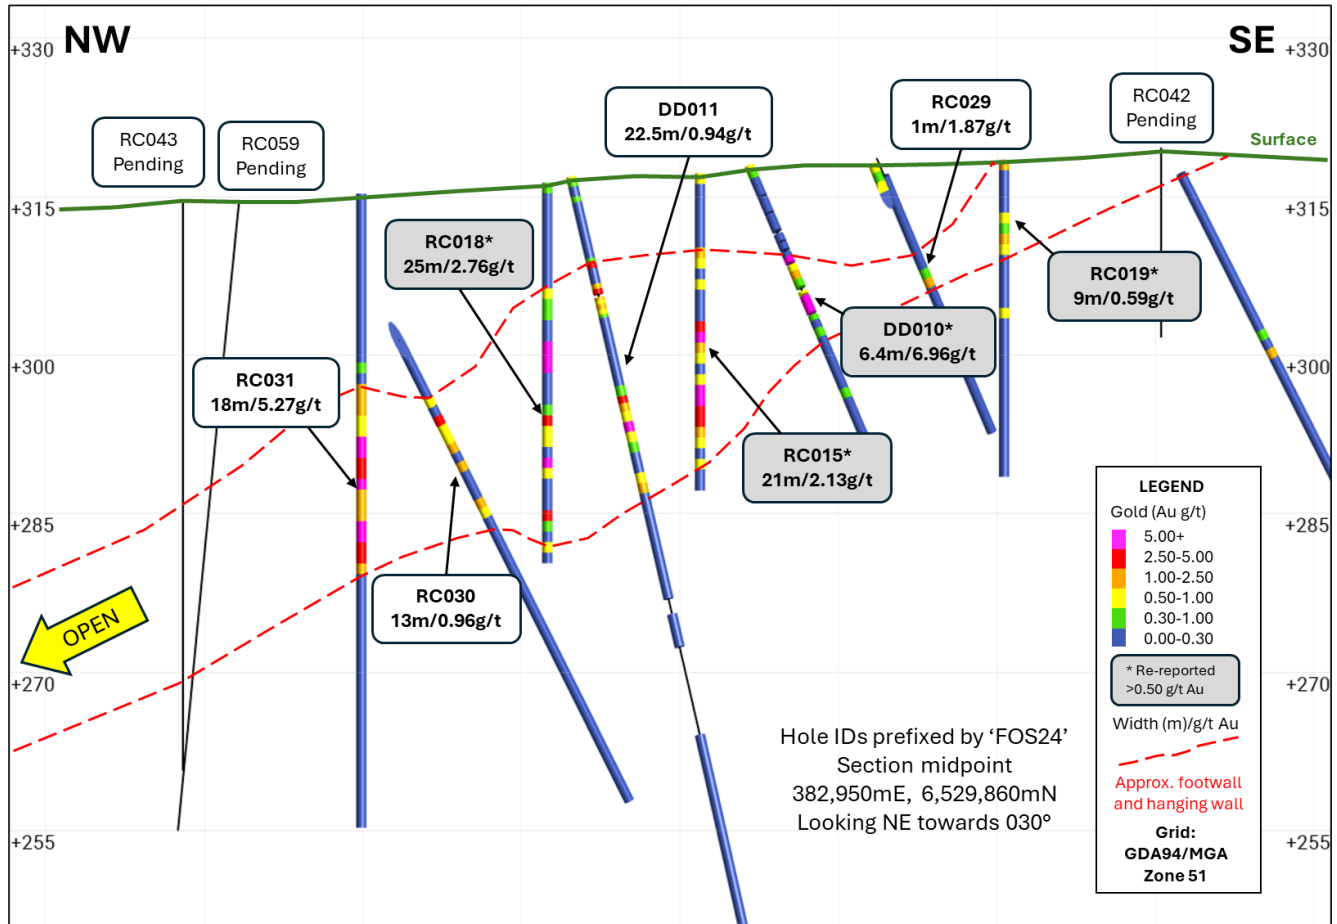 NW
SE
+330
+330
RC043
Pending
RC059
Pending
DD011
22.5m/0.94g/t
RC029
1m/1.87g/t
RC042
Pending
Surface
+315
+315
RC018*
25m/2.76g/t
RC019*
9m/0.59g/t
DD010*
6.4m/6.96g/t
+300
+300
RC031
18m/5.27g/t
RC015*
21m/2.13g/t
+285
+285
RC030
13m/0.96g/t
OPEN
+270
+270
Hole IDs prefixed by ‘FOS24’
Section midpoint
382,950mE, 6,529,860mN
Looking NE towards 030°
+255
+255
LEGEND
Gold (Au g/t)
5.00+
2.50-5.00
1.00-2.50
0.50-1.00
0.30-1.00
0.00-0.30
* Re-reported
>0.50 g/t Au
Width (m)/g/t Au
Approx. footwall
and hanging wall
Grid:
GDA94/MGA
Zone 51